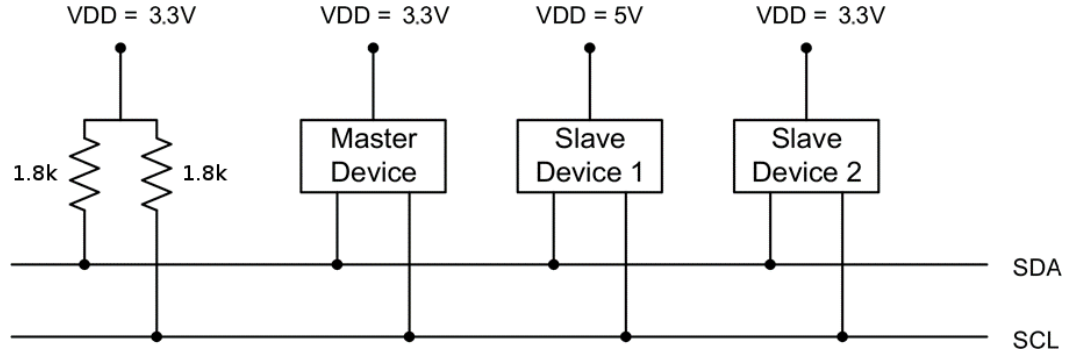 VDD = 3.3V
VDD = 3.3V
VDD = 5V
VDD = 3.3V
1.8k
1.8k
Master
Device
Slave
Device 1
Slave
Device 2
SDA
SCL